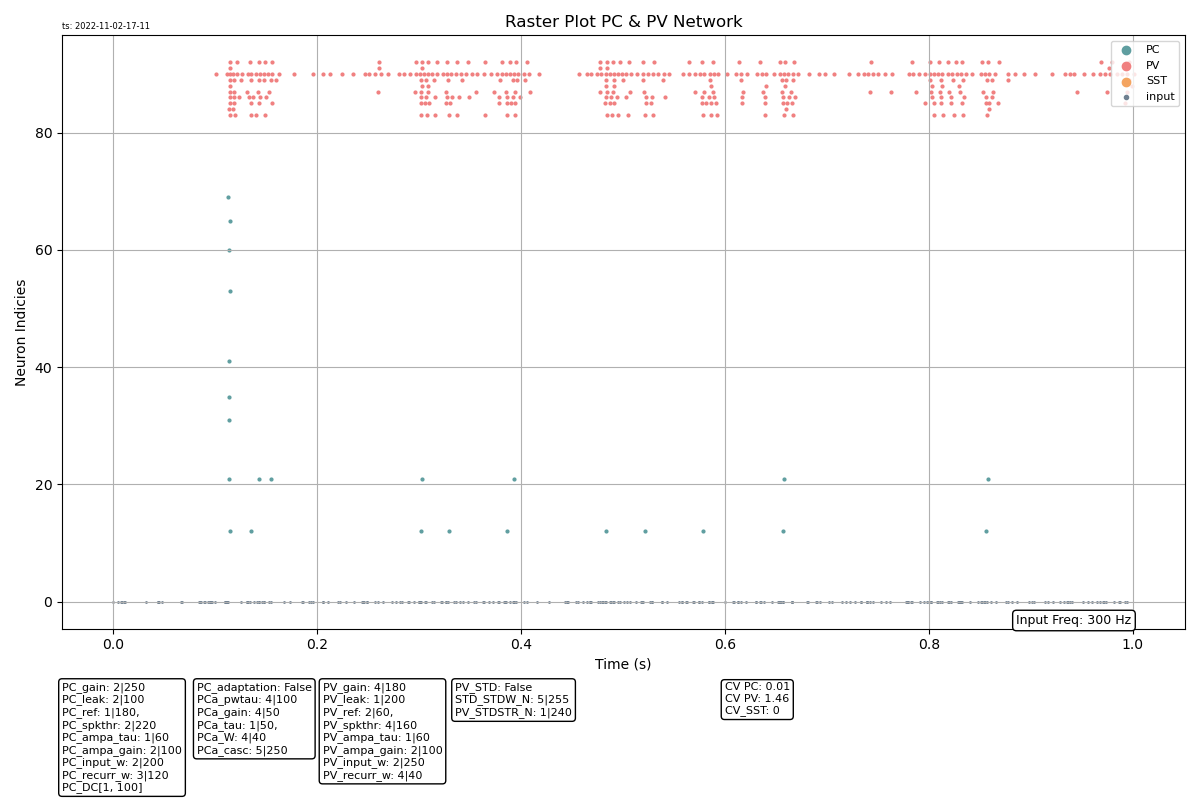 ts: 2022-11-02-17-11
Raster Plot PC & PV Network
PC
PV
SST
input
Neuron Indicies
80
60
40
20
0
Input Freq: 300 Hz
0.0 0.2 0.4 0.6 0.8 1.0
Time (s)
PC_gain: 2|250
PC_leak: 2|100
PC_ref: 1|180,
PC_spkthr: 2|220
PC_ampa_tau: 1|60
PC_ampa_gain: 2|100
PC_input_w: 2|200
PC_recurr_w: 3|120
PC_DC[1, 100]
PC_adaptation: False
PCa_pwtau: 4|100
PCa_gain: 4|50
PCa_tau: 1|50,
PCa_W: 4|40
PCa_casc: 5|250
PV_gain: 4|180
PV_leak: 1|200
PV_ref: 2|60,
PV_spkthr: 4|160
PV_ampa_tau: 1|60
PV_ampa_gain: 2|100
PV_input_w: 2|250
PV_recurr_w: 4|40
PV_STD: False
STD_STDW_N: 5|255
PV_STDSTR_N: 1|240
CV PC: 0.01
CV PV: 1.46
CV_SST: 0